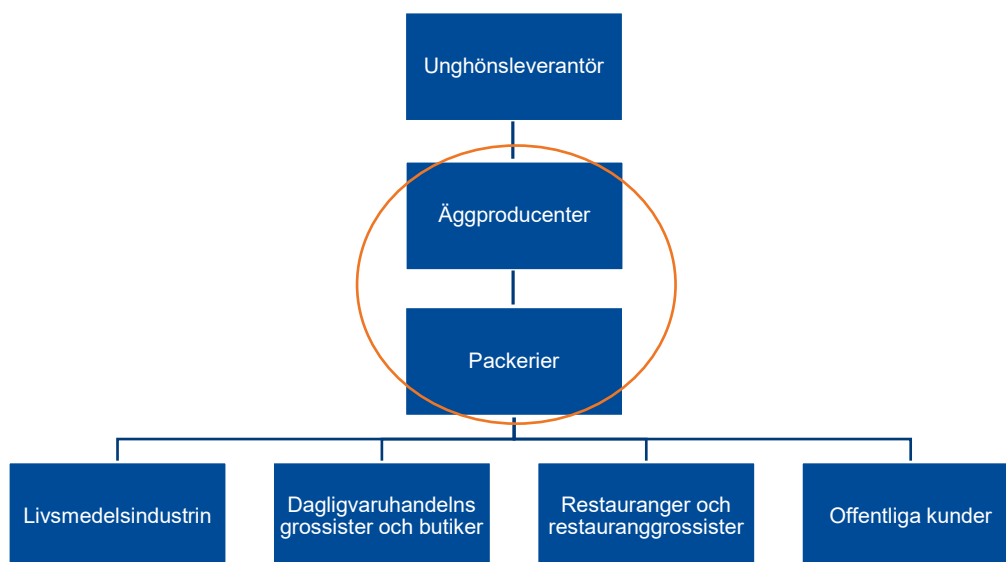 Unghönsleverantör
Äggproducenter
Packerier
Livsmedelsindustrin
Dagligvaruhandelns
grossister och butiker
Restauranger och
restauranggrossister
Offentliga kunder